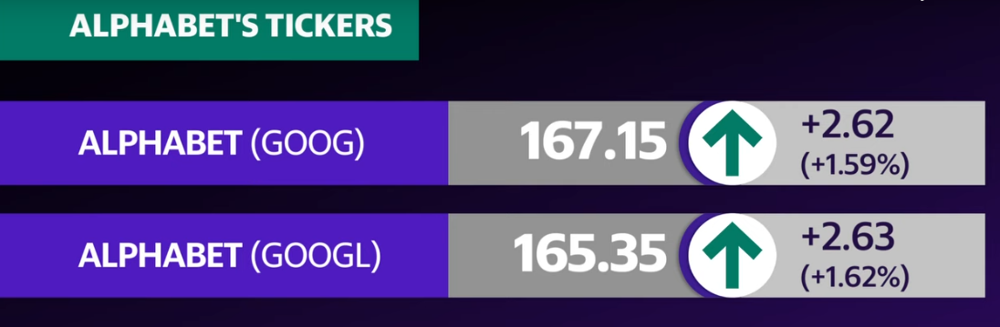 ALPHABET'S TICKERS
ALPHABET (GOOG) 167.15 +2.62
(+1.59%)
ALPHABET (GOOGL) 165.35 +2.63
(+1.62%)